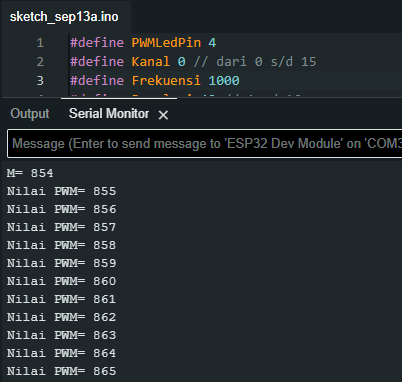 sketch_sep13a.ino
1 #define PWMLedPin 4
2 #define Kanal 0 // dari 0 s/d 15
3 #define Frekuensi 1000
Output Serial Monitor
Message (Enter to send message to 'ESP32 Dev Module' on 'COM3
M= 854
Nilai PWM= 855
Nilai PWM= 856
Nilai PWM= 857
Nilai PWM= 858
Nilai PWM= 859
Nilai PWM= 860
Nilai PWM= 861
Nilai PWM= 862
Nilai PWM= 863
Nilai PWM= 864
Nilai PWM= 865